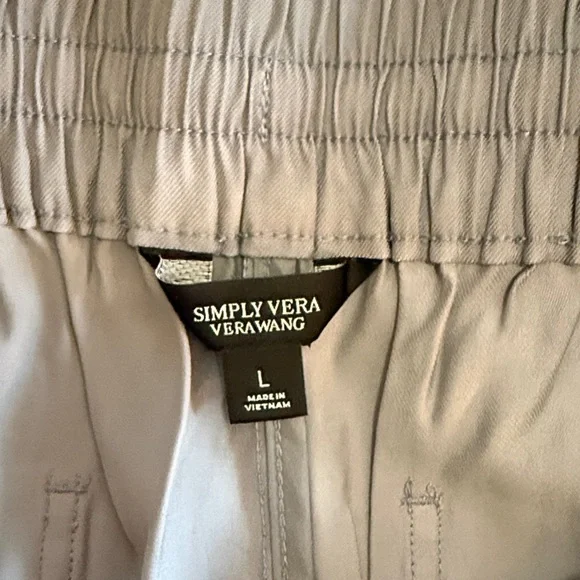 SIMPLY VERA
VERAWANG
L
MADE IN
VIETNAM